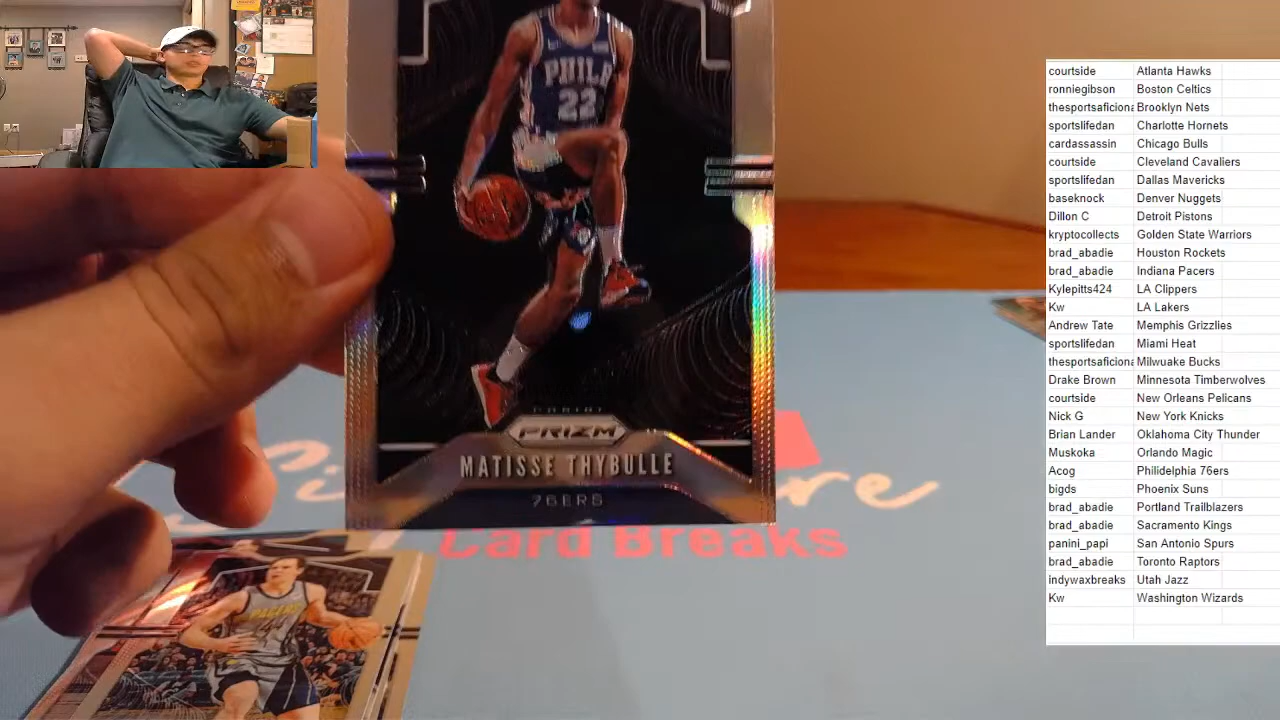 PHILA
22
PANINI
PRIZM
MATISSE THYBULLE
76ERS
Card Breaks
PACERS
courtside Atlanta Hawks
ronniegibson Boston Celtics
thesportsaficiona Brooklyn Nets
sportslifedan Charlotte Hornets
cardassassin Chicago Bulls
courtside Cleveland Cavaliers
sportslifedan Dallas Mavericks
baseknock Denver Nuggets
Dillon C Detroit Pistons
kryptocollects Golden State Warriors
brad_abadie Houston Rockets
brad_abadie Indiana Pacers
Kylepitts424 LA Clippers
Kw LA Lakers
Andrew Tate Memphis Grizzlies
sportslifedan Miami Heat
thesportsaficiona Milwuake Bucks
Drake Brown Minnesota Timberwolves
courtside New Orleans Pelicans
Nick G New York Knicks
Brian Lander Oklahoma City Thunder
Muskoka Orlando Magic
Acog Philidelphia 76ers
bigds Phoenix Suns
brad_abadie Portland Trailblazers
brad_abadie Sacramento Kings
panini_papi San Antonio Spurs
brad_abadie Toronto Raptors
indywaxbreaks Utah Jazz
Kw Washington Wizards